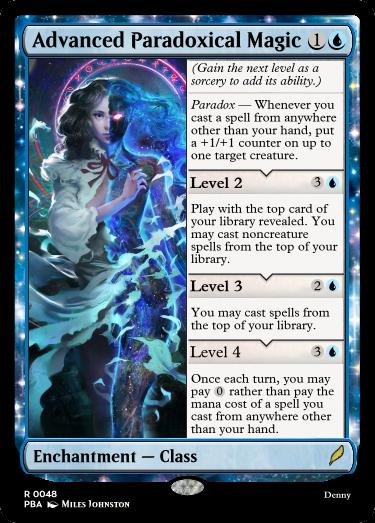 Advanced Paradoxical Magic 1
(Gain the next level as a
sorcery to add its ability.)
Paradox — Whenever you
cast a spell from anywhere
other than your hand, put
a +1/+1 counter on up to
one target creature.
Level 2 3
Play with the top card of
your library revealed. You
may cast noncreature
spells from the top of your
library.
Level 3 2
You may cast spells from
the top of your library.
Level 4 3
Once each turn, you may
pay 0 rather than pay the
mana cost of a spell you
cast from anywhere other
than your hand.
Enchantment — Class
R 0048
PBA Miles Johnston
Denny